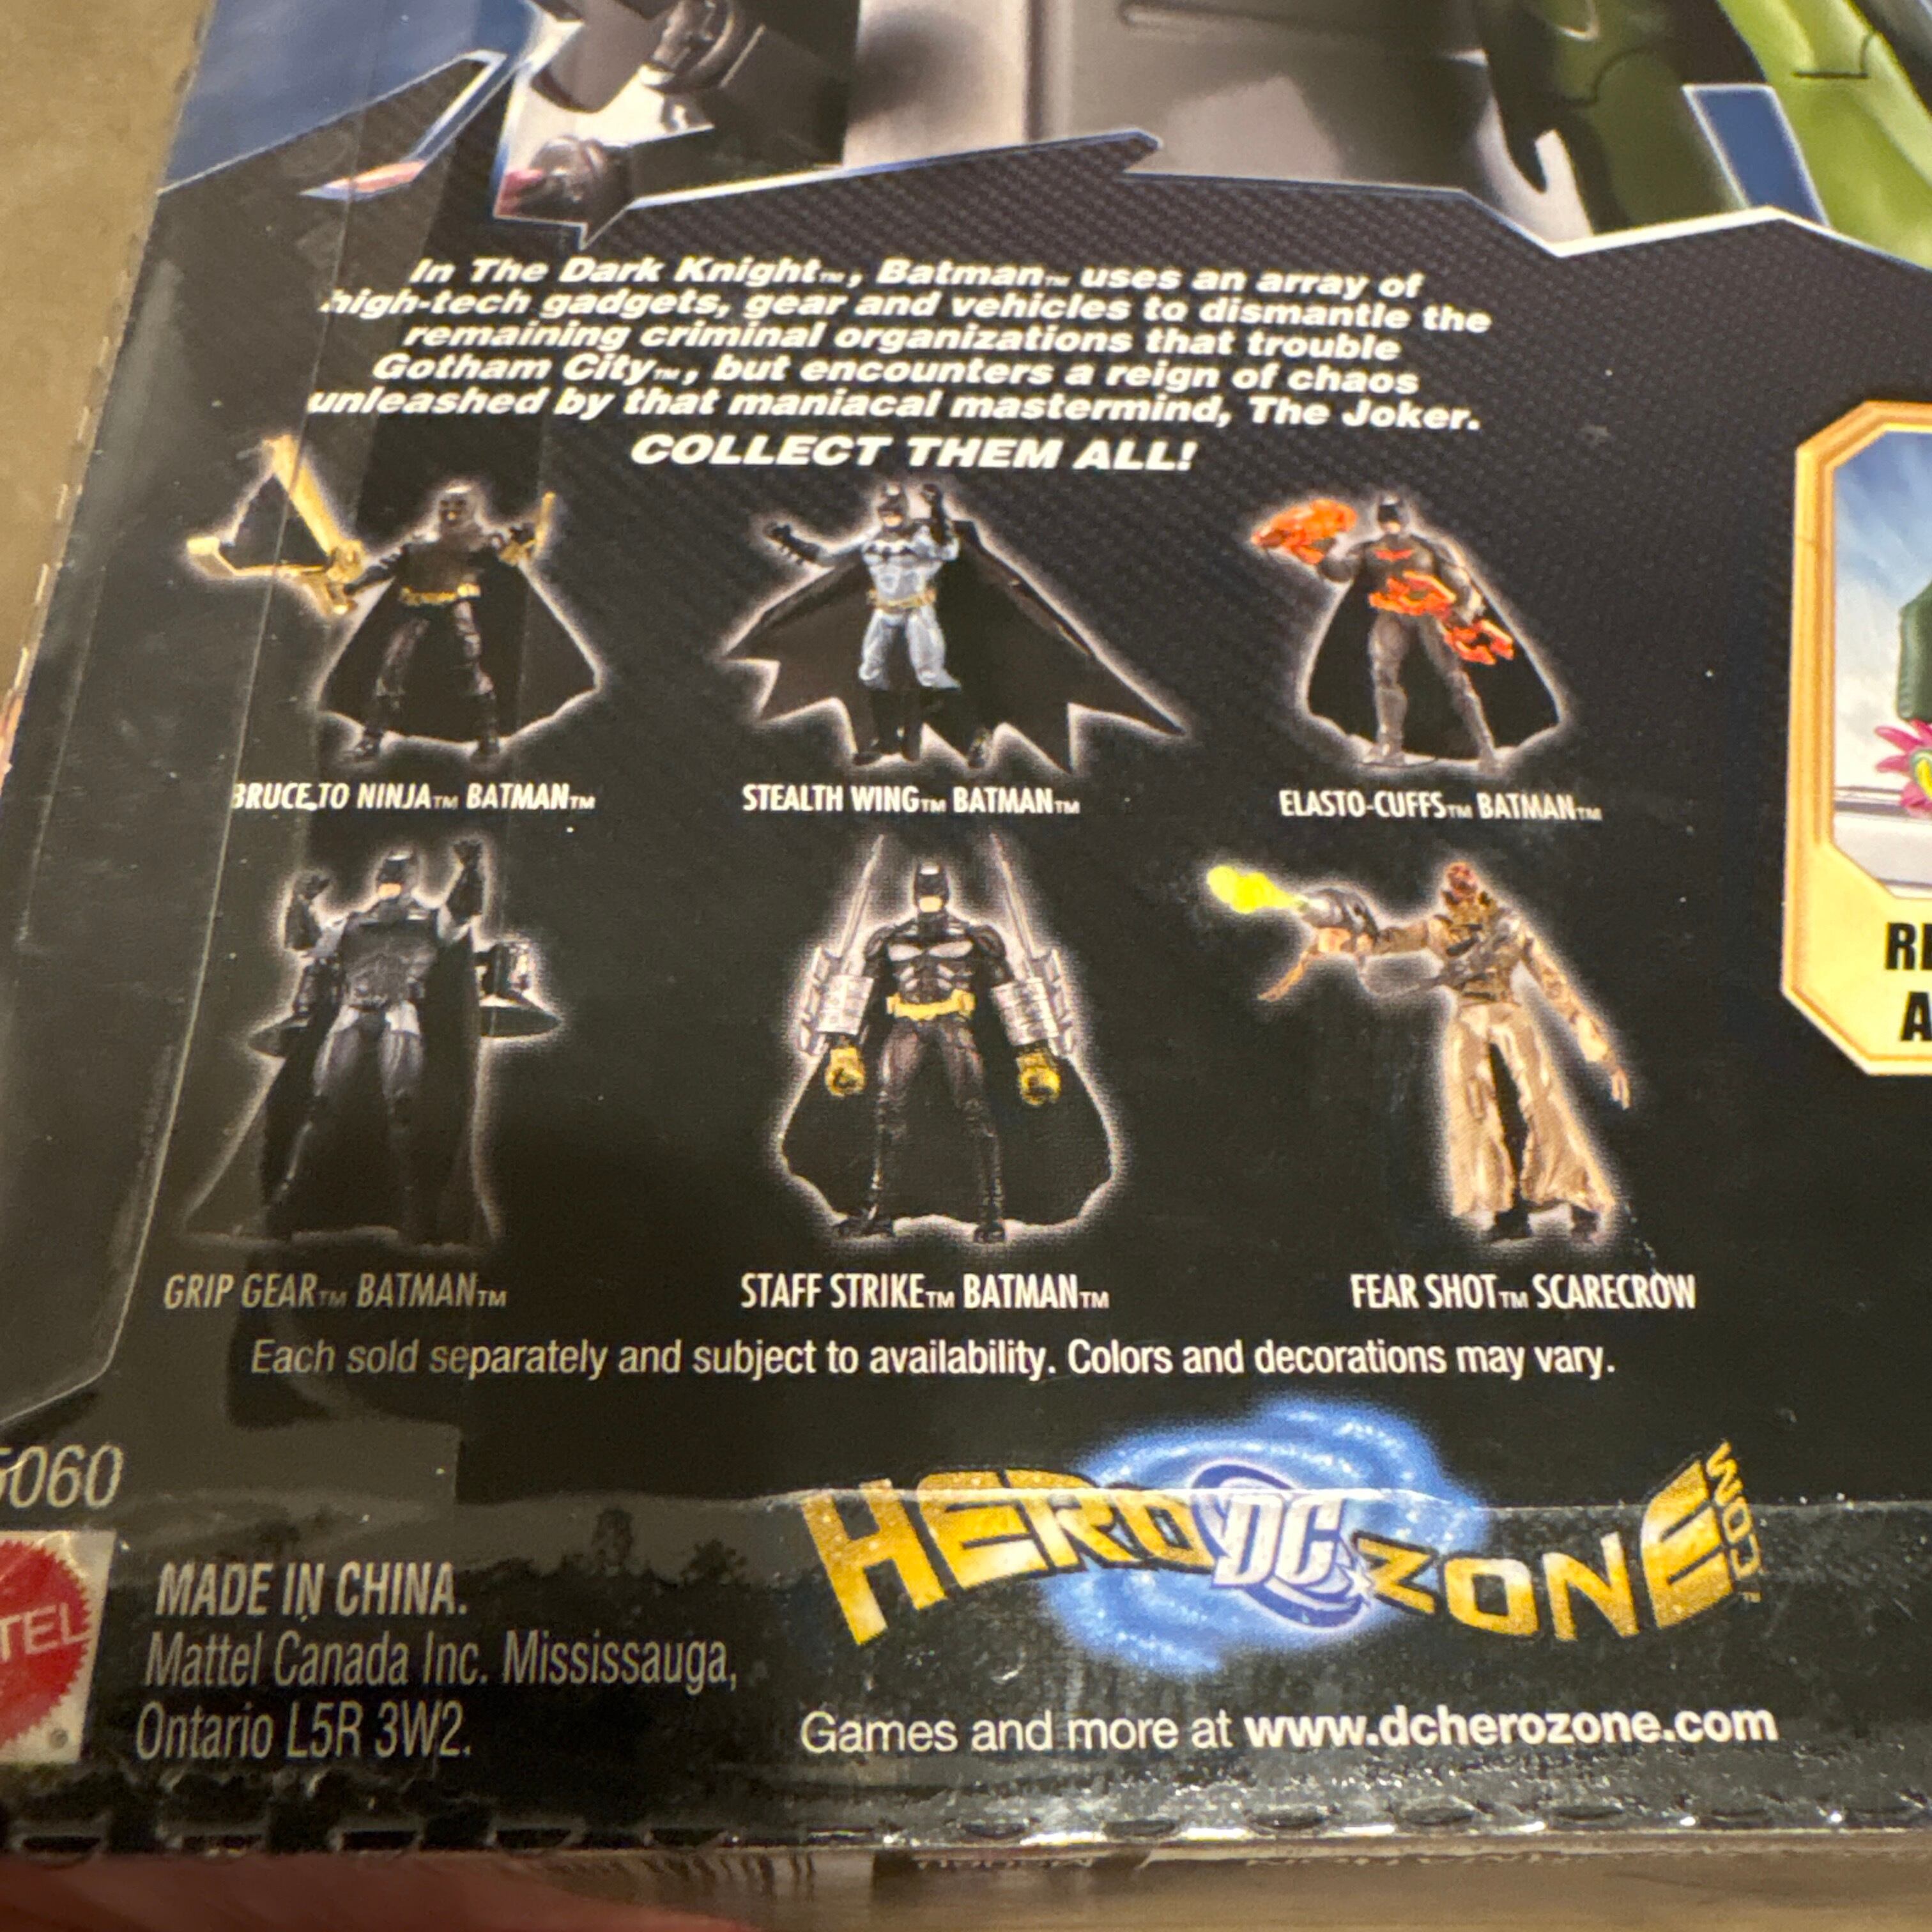 In The Dark Knight™, Batman™ uses an array of
high-tech gadgets, gear and vehicles to dismantle the
remaining criminal organizations that trouble
Gotham City™, but encounters a reign of chaos
unleashed by that maniacal mastermind, The Joker.
COLLECT THEM ALL!
BRUCE TO NINJA™ BATMAN™
STEALTH WING™ BATMAN™
ELASTO-CUFFS™ BATMAN™
GRIP GEAR™ BATMAN™
STAFF STRIKE™ BATMAN™
FEAR SHOT™ SCARECROW
Each sold separately and subject to availability. Colors and decorations may vary.
5060
HERO DC ZONE.COM™
TEL
MADE IN CHINA.
Mattel Canada Inc. Mississauga,
Ontario L5R 3W2.
Games and more at www.dcherozone.com